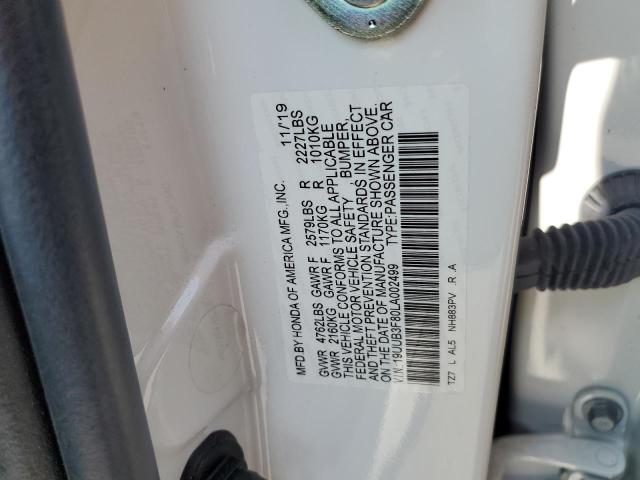 MFD BY HONDA OF AMERICA MFG., INC. 11/'19
GVWR 4762LBS GAWR F 2579LBS R 2227LBS
GVWR 2160KG GAWR F 1170KG R 1010KG
THIS VEHICLE CONFORMS TO ALL APPLICABLE
FEDERAL MOTOR VEHICLE SAFETY , BUMPER,
AND THEFT PREVENTION STANDARDS IN EFFECT
ON THE DATE OF MANUFACTURE SHOWN ABOVE.
V.I.N.:19UUB3F80LA002499 TYPE:PASSENGER CAR
TZ7 L AL5 NH883PV R .A